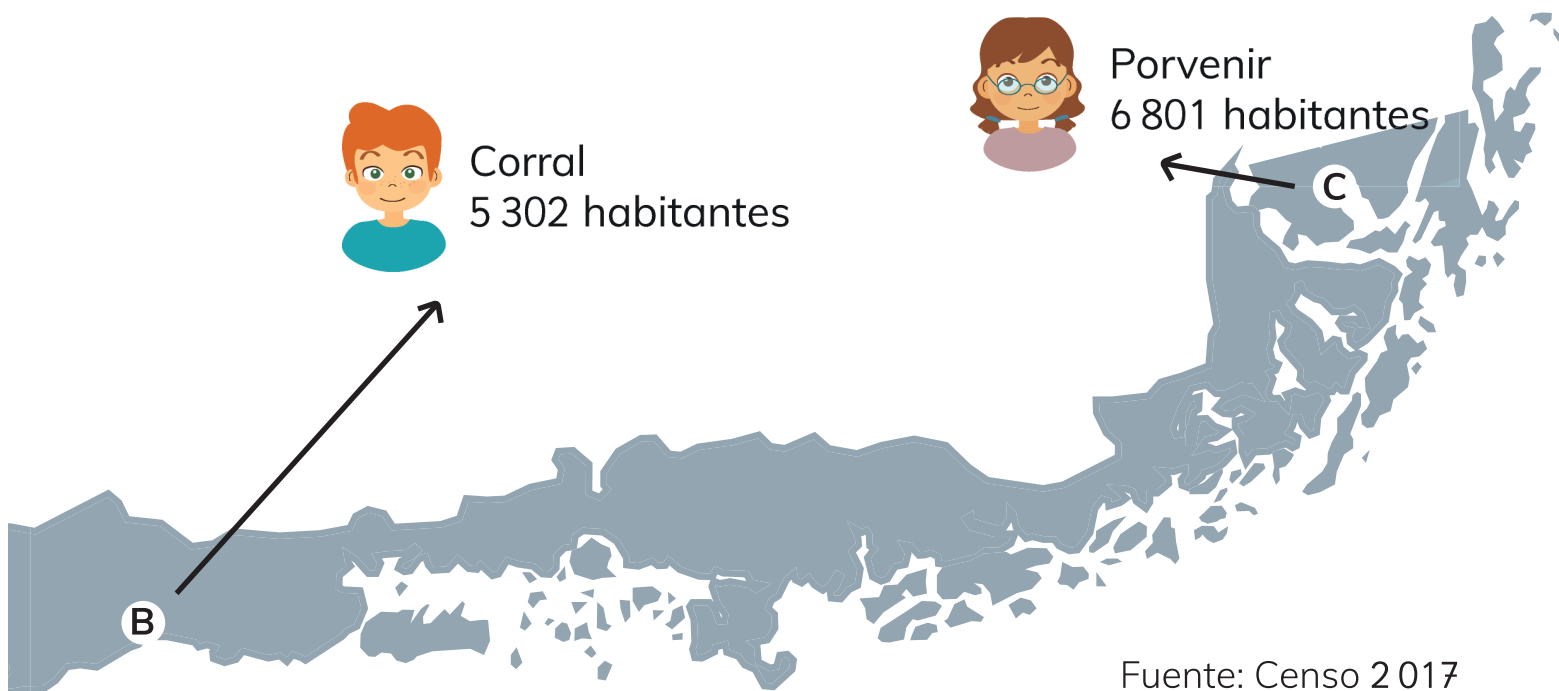 Porvenir
6 801 habitantes
Corral
5 302 habitantes
C
B
Fuente: Censo 2 017